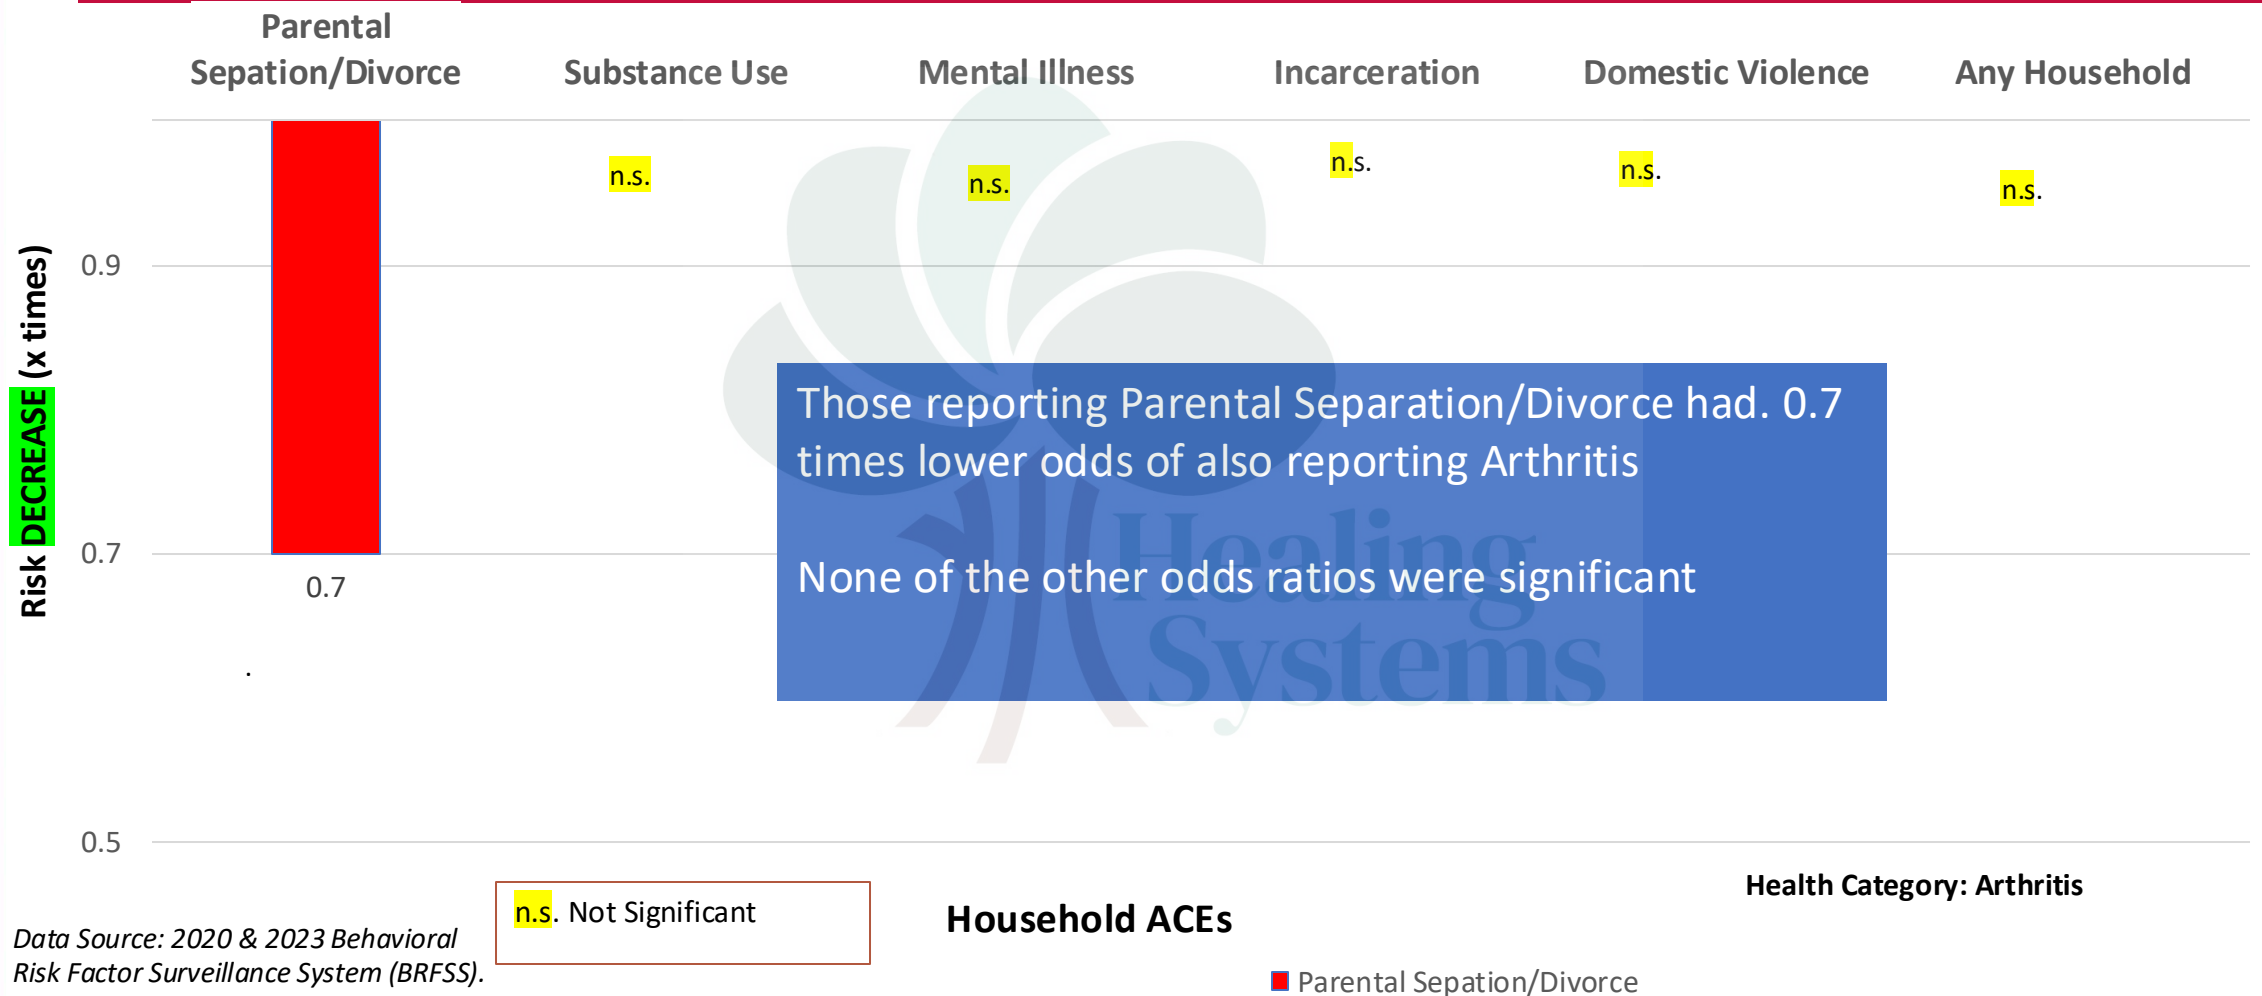 Parental
Sepation/Divorce
Substance Use
Mental Illness
Incarceration
Domestic Violence
Any Household
n.s.
n.s.
n.s.
n.s.
n.s.
Risk DECREASE (x times)
0.9
0.7
0.5
0.7
.
Those reporting Parental Separation/Divorce had. 0.7
times lower odds of also reporting Arthritis
None of the other odds ratios were significant
Healing
Systems
Health Category: Arthritis
n.s. Not Significant
Household ACEs
Data Source: 2020 & 2023 Behavioral
Risk Factor Surveillance System (BRFSS).
Parental Sepation/Divorce